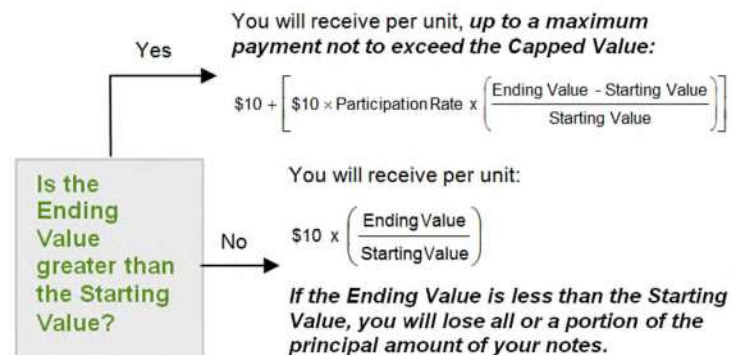 You will receive per unit, up to a maximum
payment not to exceed the Capped Value:
Yes
$10 + [ $10 × Participation Rate x ( Ending Value - Starting Value / Starting Value ) ]
Is the
Ending
Value
greater than
the Starting
Value?
No
You will receive per unit:
$10 x ( Ending Value / Starting Value )
If the Ending Value is less than the Starting
Value, you will lose all or a portion of the
principal amount of your notes.